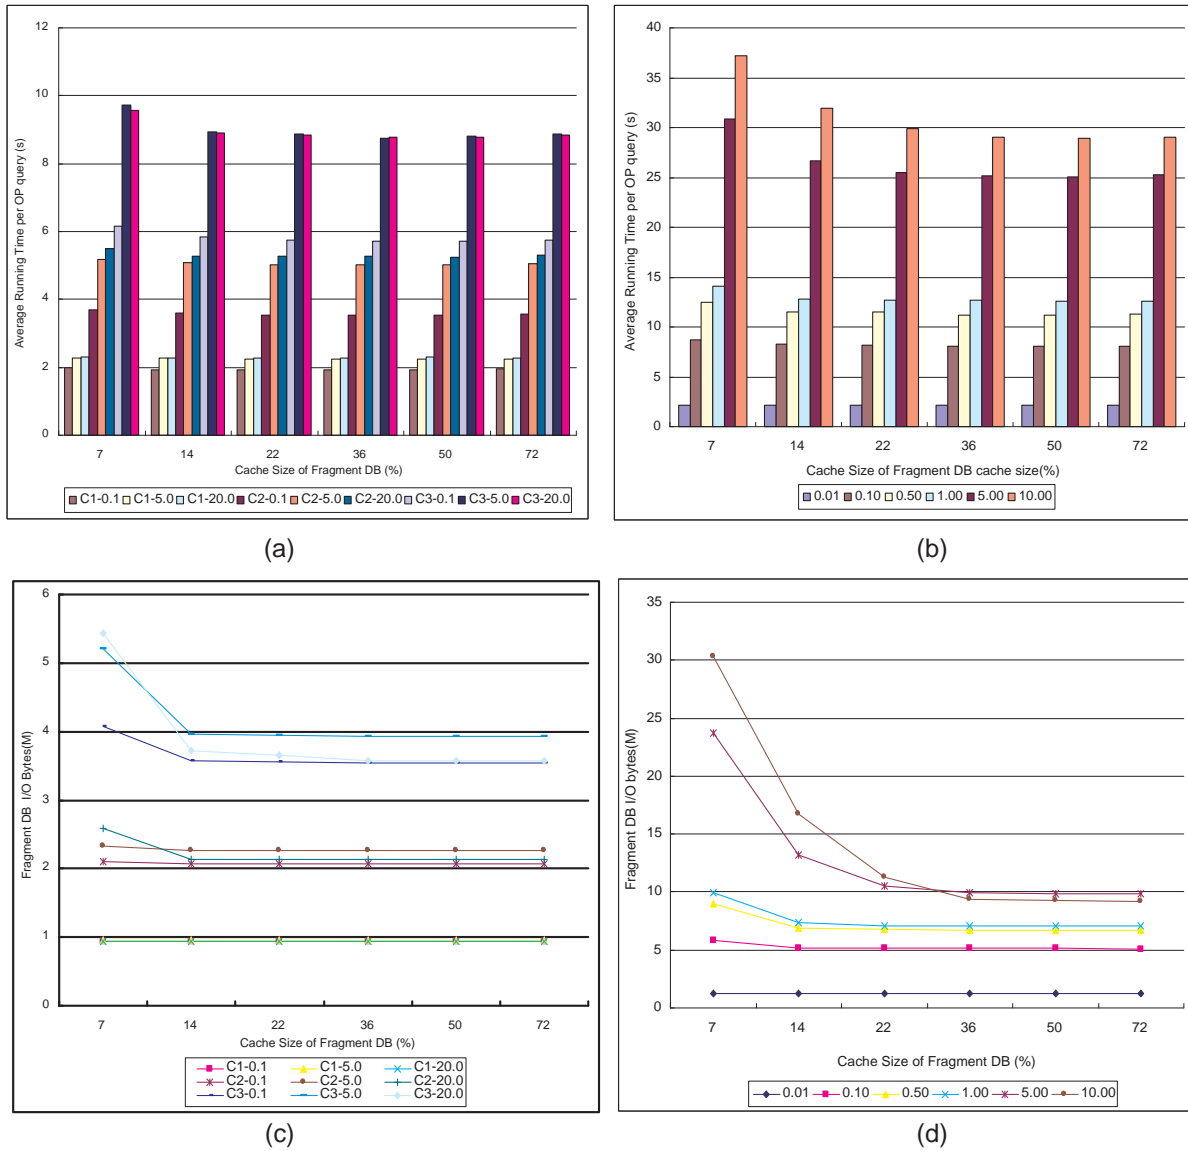 12
10
8
6
4
2
0
Average Running Time per OP query (s)
7 14 22 36 50 72
Cache Size of Fragment DB (%)
C1-0.1 C1-5.0 C1-20.0 C2-0.1 C2-5.0 C2-20.0 C3-0.1 C3-5.0 C3-20.0
(a)
40
35
30
25
20
15
10
5
0
Average Running Time per OP query (s)
7 14 22 36 50 72
Cache Size of Fragment DB cache size(%)
0.01 0.10 0.50 1.00 5.00 10.00
(b)
6
5
4
3
2
1
0
Fragment DB I/O Bytes(M)
7 14 22 36 50 72
Cache Size of Fragment DB (%)
C1-0.1 C1-5.0 C1-20.0
C2-0.1 C2-5.0 C2-20.0
C3-0.1 C3-5.0 C3-20.0
(c)
35
30
25
20
15
10
5
0
Fragment DB I/O bytes(M)
7 14 22 36 50 72
Cache Size of Fragment DB (%)
0.01 0.10 0.50 1.00 5.00 10.00
(d)